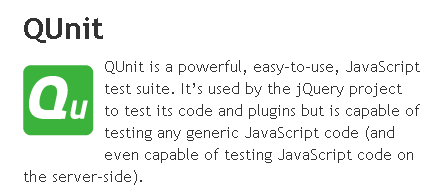 QUnit
Qu
QUnit is a powerful, easy-to-use, JavaScript
test suite. It's used by the jQuery project
to test its code and plugins but is capable of
testing any generic JavaScript code (and
even capable of testing JavaScript code on
the server-side).